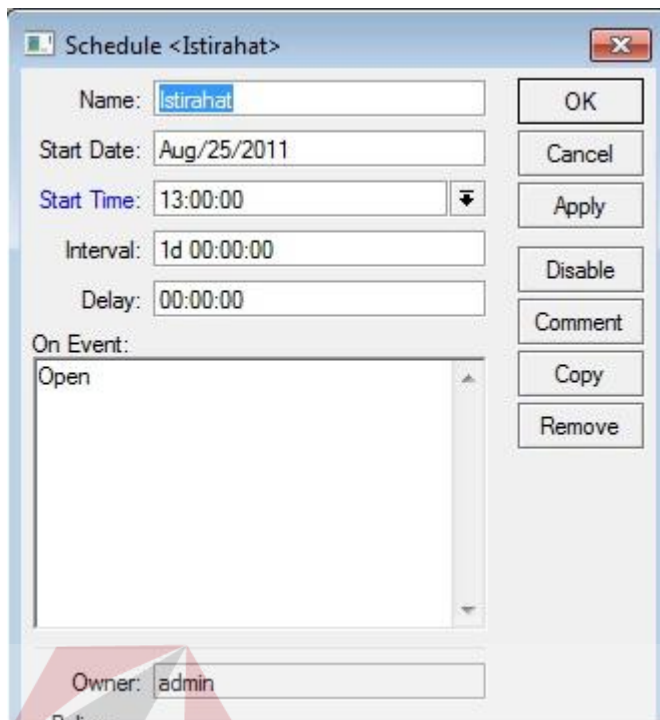 Schedule <Istirahat>
Name: Istirahat
OK
Start Date: Aug/25/2011
Cancel
Start Time: 13:00:00
Apply
Interval: 1d 00:00:00
Disable
Delay: 00:00:00
Comment
On Event:
Open
Copy
Remove
Owner: admin